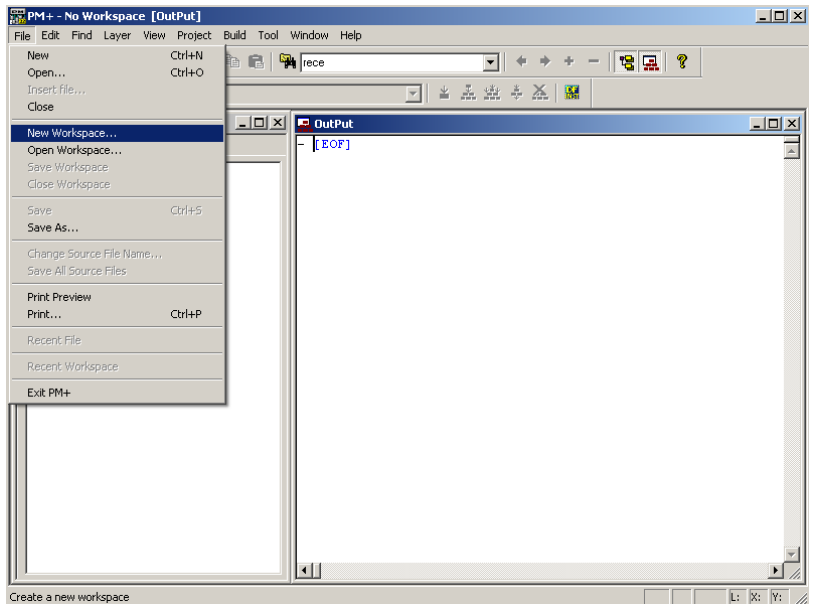 PM+ - No Workspace [OutPut]
File Edit Find Layer View Project Build Tool Window Help
New Ctrl+N
Open... Ctrl+O
Insert file...
Close
New Workspace...
Open Workspace...
Save Workspace
Close Workspace
Save Ctrl+S
Save As...
Change Source File Name...
Save All Source Files
Print Preview
Print... Ctrl+P
Recent File
Recent Workspace
Exit PM+
rece
OutPut
[EOF]
Create a new workspace
L: X: Y: